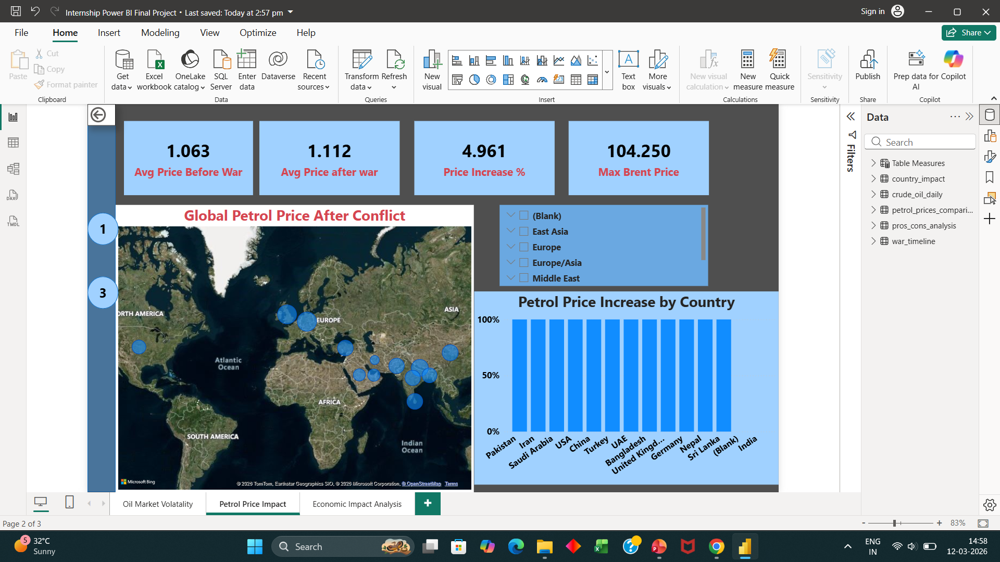 Internship Power BI Final Project • Last saved: Today at 2:57 pm
Sign in
File
Home
Insert
Modeling
View
Optimize
Help
Share
Paste
Cut
Copy
Format painter
Clipboard
Get data
Excel workbook
OneLake catalog
SQL Server
Enter data
Dataverse
Recent sources
Data
Transform data
Refresh
Queries
New visual
Text box
More visuals
Insert
New visual calculation
New measure
Quick measure
Calculations
Sensitivity
Sensitivity
Publish
Share
Prep data for AI
Copilot
Copilot
DAX
TMDL
1.063
Avg Price Before War
1.112
Avg Price after war
4.961
Price Increase %
104.250
Max Brent Price
1
3
Global Petrol Price After Conflict
ORTH AMERICA
EUROPE
ASIA
Atlantic Ocean
AFRICA
SOUTH AMERICA
Indian Ocean
Microsoft Bing
© 2026 TomTom, Earthstar Geographics SIO, © 2026 Microsoft Corporation, © OpenStreetMap Terms
(Blank)
East Asia
Europe
Europe/Asia
Middle East
Petrol Price Increase by Country
100%
50%
0%
Pakistan
Iran
Saudi Arabia
USA
China
Turkey
UAE
Bangladesh
United Kingd...
Germany
Nepal
Sri Lanka
(Blank)
India
Filters
Data
Search
Table Measures
country_impact
crude_oil_daily
petrol_prices_compari...
pros_cons_analysis
war_timeline
Oil Market Volatality
Petrol Price Impact
Economic Impact Analysis
Page 2 of 3
83%
5
32°C
Sunny
Search
ENG
IN
14:58
12-03-2026